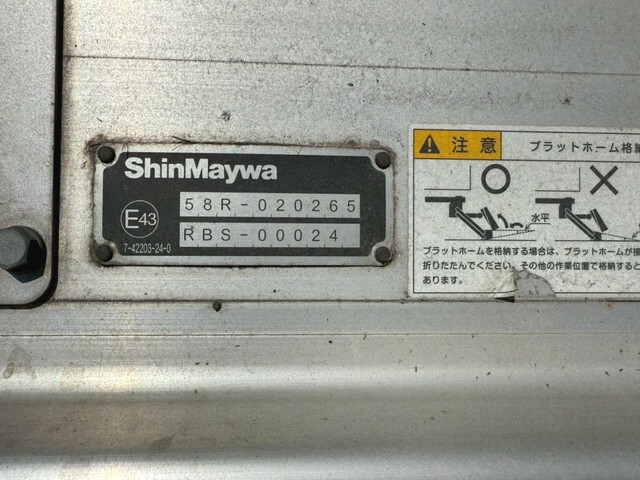 ShinMaywa
58R-020265
E43
RBS-00024
7-42203-24-0
注意 プラットホーム格納
水平
プラットホームを格納する場合は、プラットホームが接
折りたたんでください。その他の作業位置で格納すると
あります。